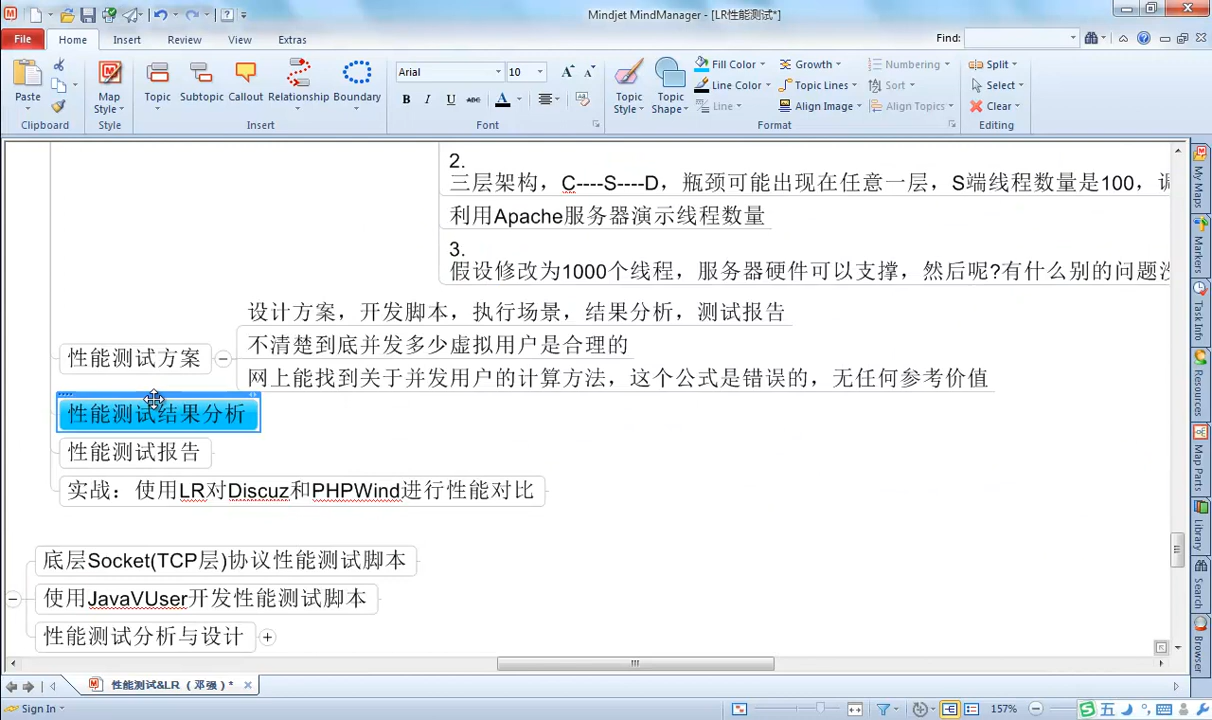 Mindjet MindManager - [LR性能测试*]
File Home Insert Review View Extras Find:
Paste Map Style Topic Subtopic Callout Relationship Boundary
Arial 10
B I U abc A
Topic Style Topic Shape Fill Color Line Color Line Growth Topic Lines Align Image Numbering Sort Align Topics Split Select Clear
Clipboard Style Insert Font Format Editing
2.
三层架构，C----S----D，瓶颈可能出现在任意一层，S端线程数量是100，
利用Apache服务器演示线程数量
3.
假设修改为1000个线程，服务器硬件可以支撑，然后呢?有什么别的问题
设计方案，开发脚本，执行场景，结果分析，测试报告
不清楚到底并发多少虚拟用户是合理的
性能测试方案
网上能找到关于并发用户的计算方法，这个公式是错误的，无任何参考价值
性能测试结果分析
性能测试报告
实战：使用LR对Discuz和PHPWind进行性能对比
底层Socket(TCP层)协议性能测试脚本
使用JavaVUser开发性能测试脚本
性能测试分析与设计
My Maps
Markers
Task Info
Resources
Map Parts
Library
Search
Browser
性能测试&LR （邓强）*
Sign In
157%
五